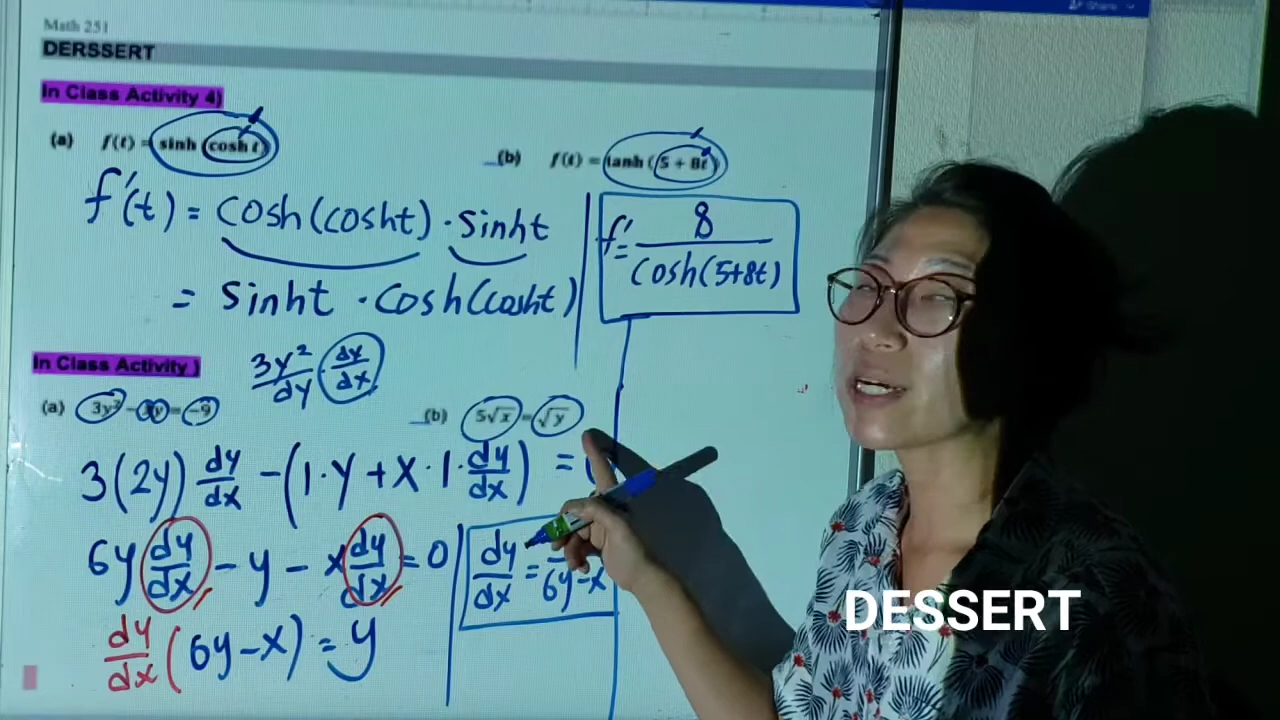 Math 251
DERSSERT
In Class Activity 4)
(a) f(t) = sinh (cosh t)
(b) f(t) = tanh (5 + 8t)
f'(t) = cosh(cosht) · sinht
= sinht · cosh(cosht)
f' = 8 / cosh(5+8t)
In Class Activity )
3y² / dy · dy/dx
(a) 3y² - xy = -9
(b) 5√x = √y
3(2y) dy/dx - (1·y + x·1·dy/dx) =
6y dy/dx - y - x dy/dx = 0
dy/dx = / 6y-x
dy/dx (6y-x) = y
DESSERT